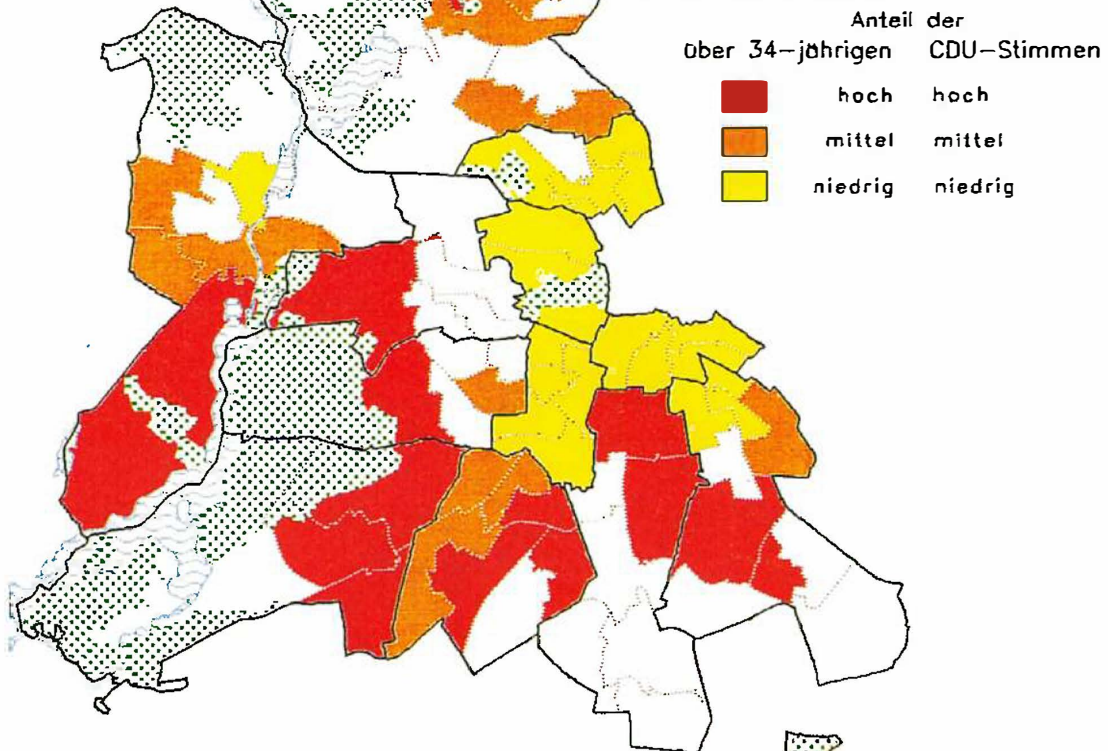 Anteil der
über 34-jährigen CDU-Stimmen
hoch hoch
mittel mittel
niedrig niedrig